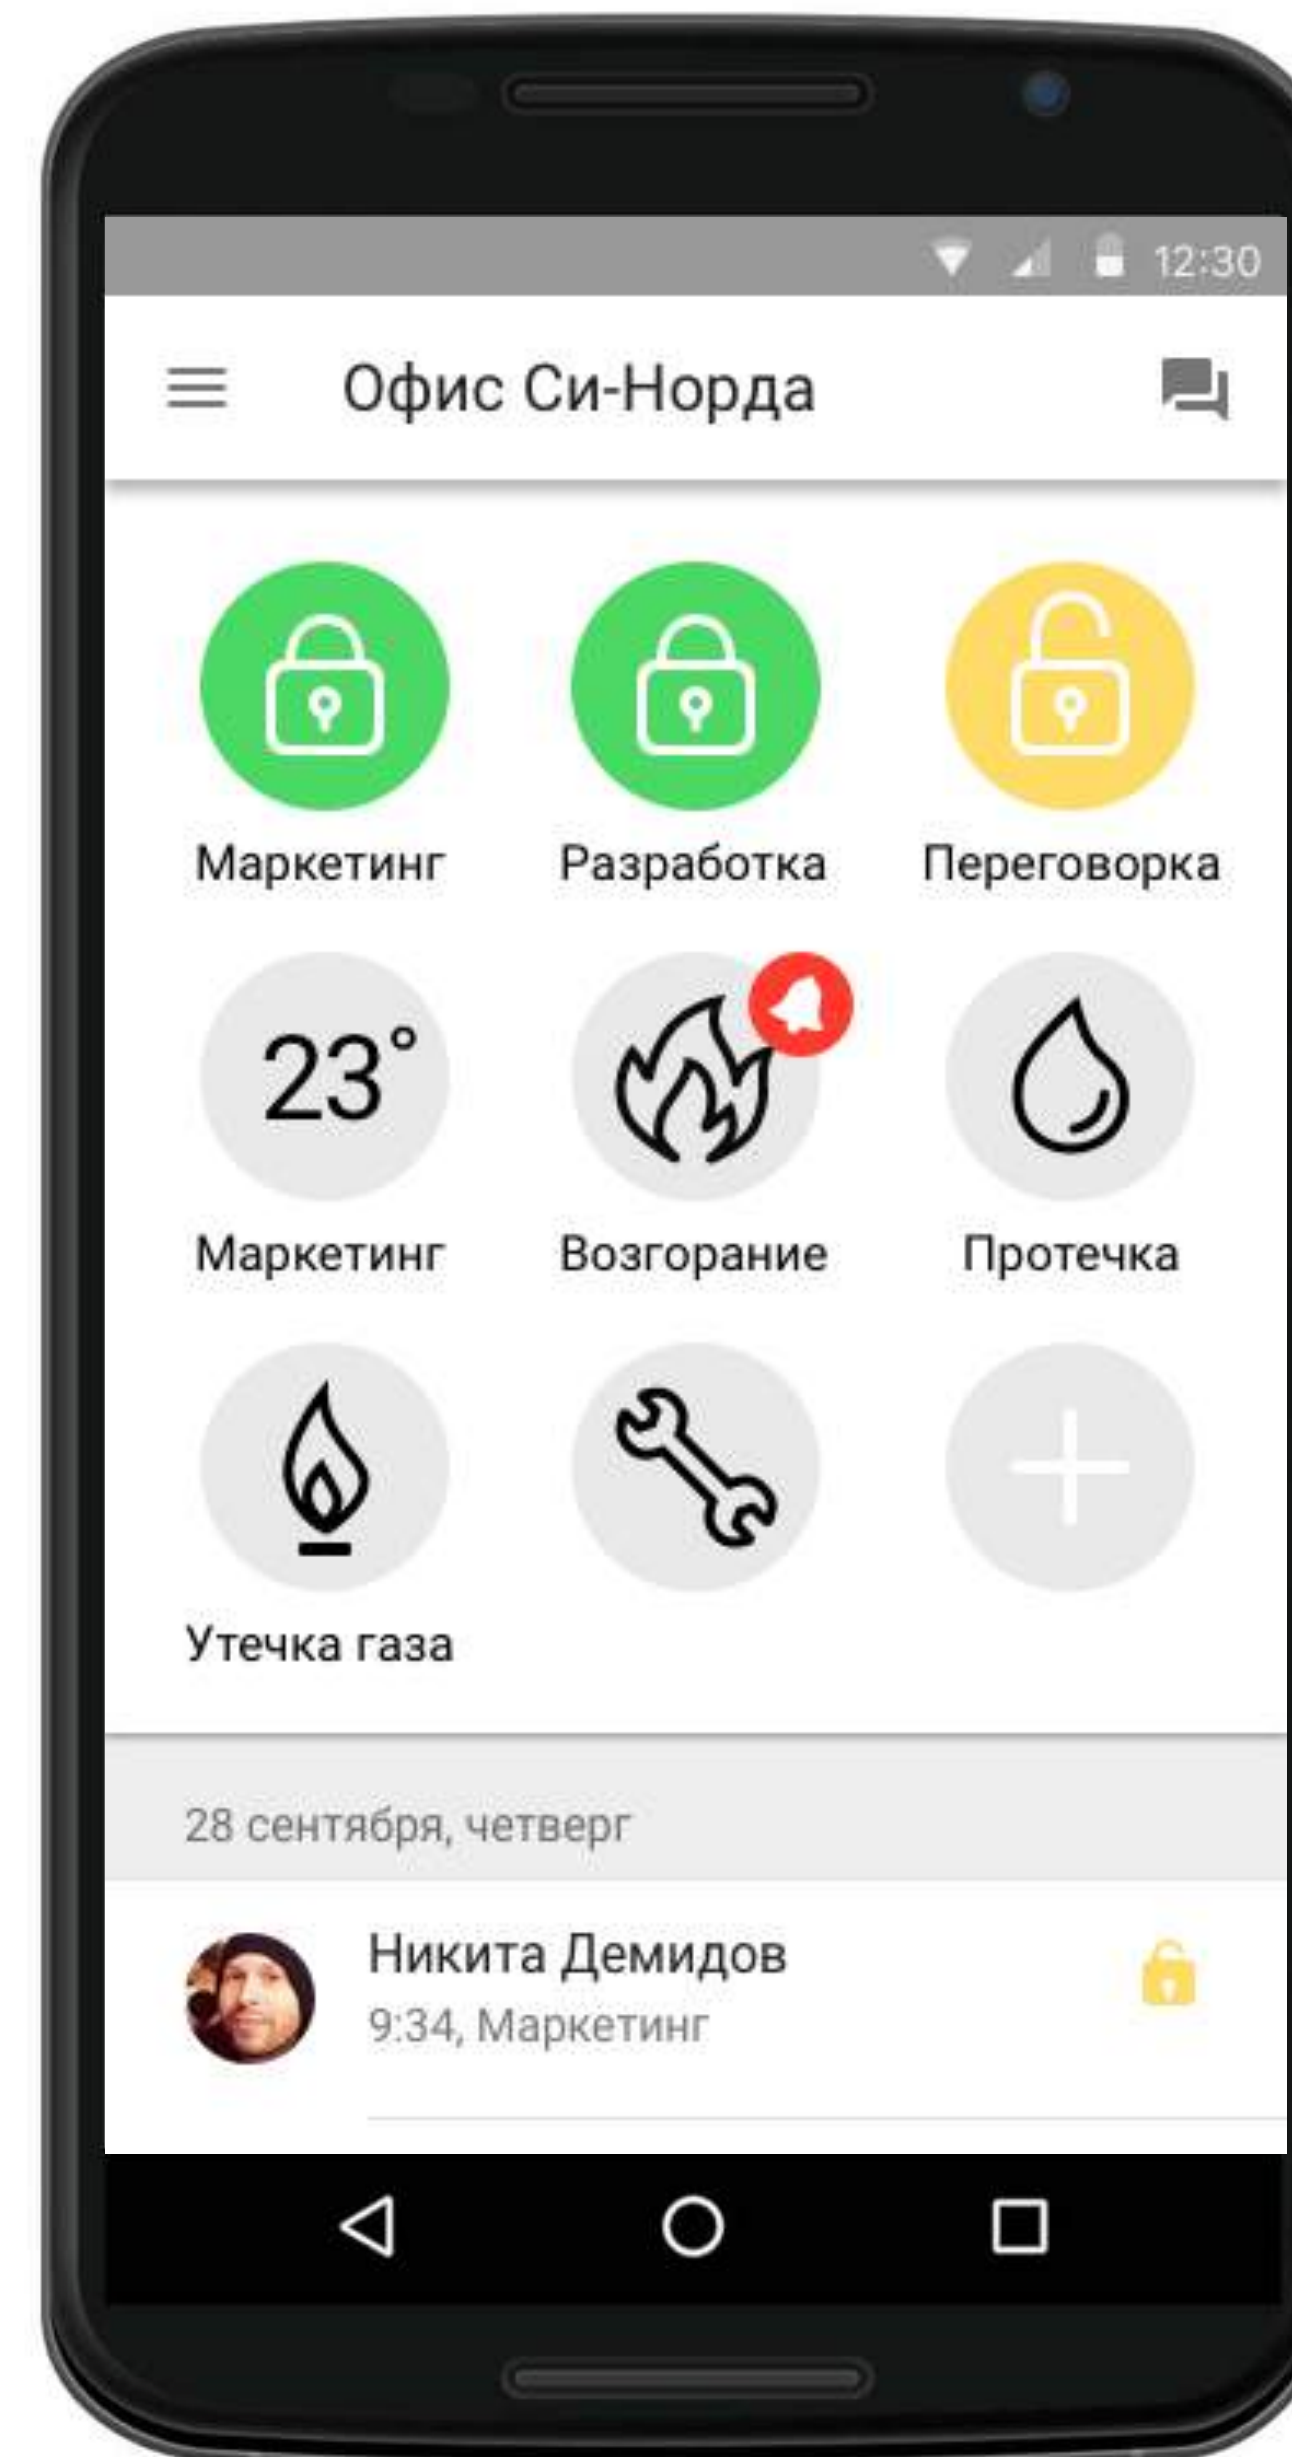 12:30
Офис Си-Норда
Маркетинг Разработка Переговорка
23°
Маркетинг Возгорание Протечка
Утечка газа
28 сентября, четверг
Никита Демидов
9:34, Маркетинг